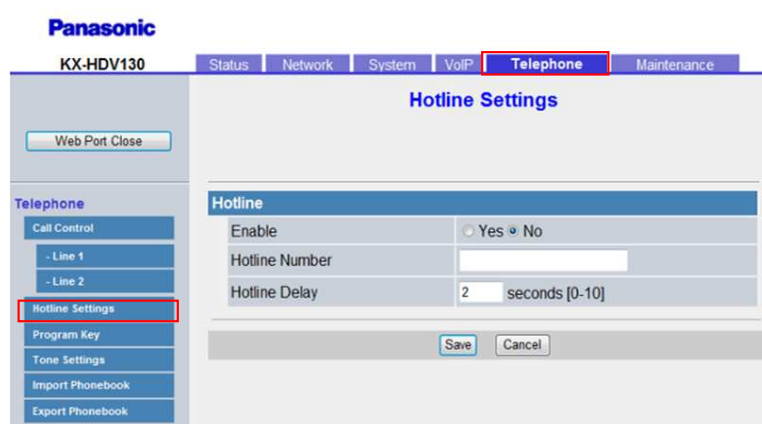 Panasonic
KX-HDV130
Status Network System VoIP Telephone Maintenance
Hotline Settings
Web Port Close
Telephone
Call Control
- Line 1
- Line 2
Hotline Settings
Program Key
Tone Settings
Import Phonebook
Export Phonebook
Hotline
Enable Yes No
Hotline Number
Hotline Delay 2 seconds [0-10]
Save Cancel